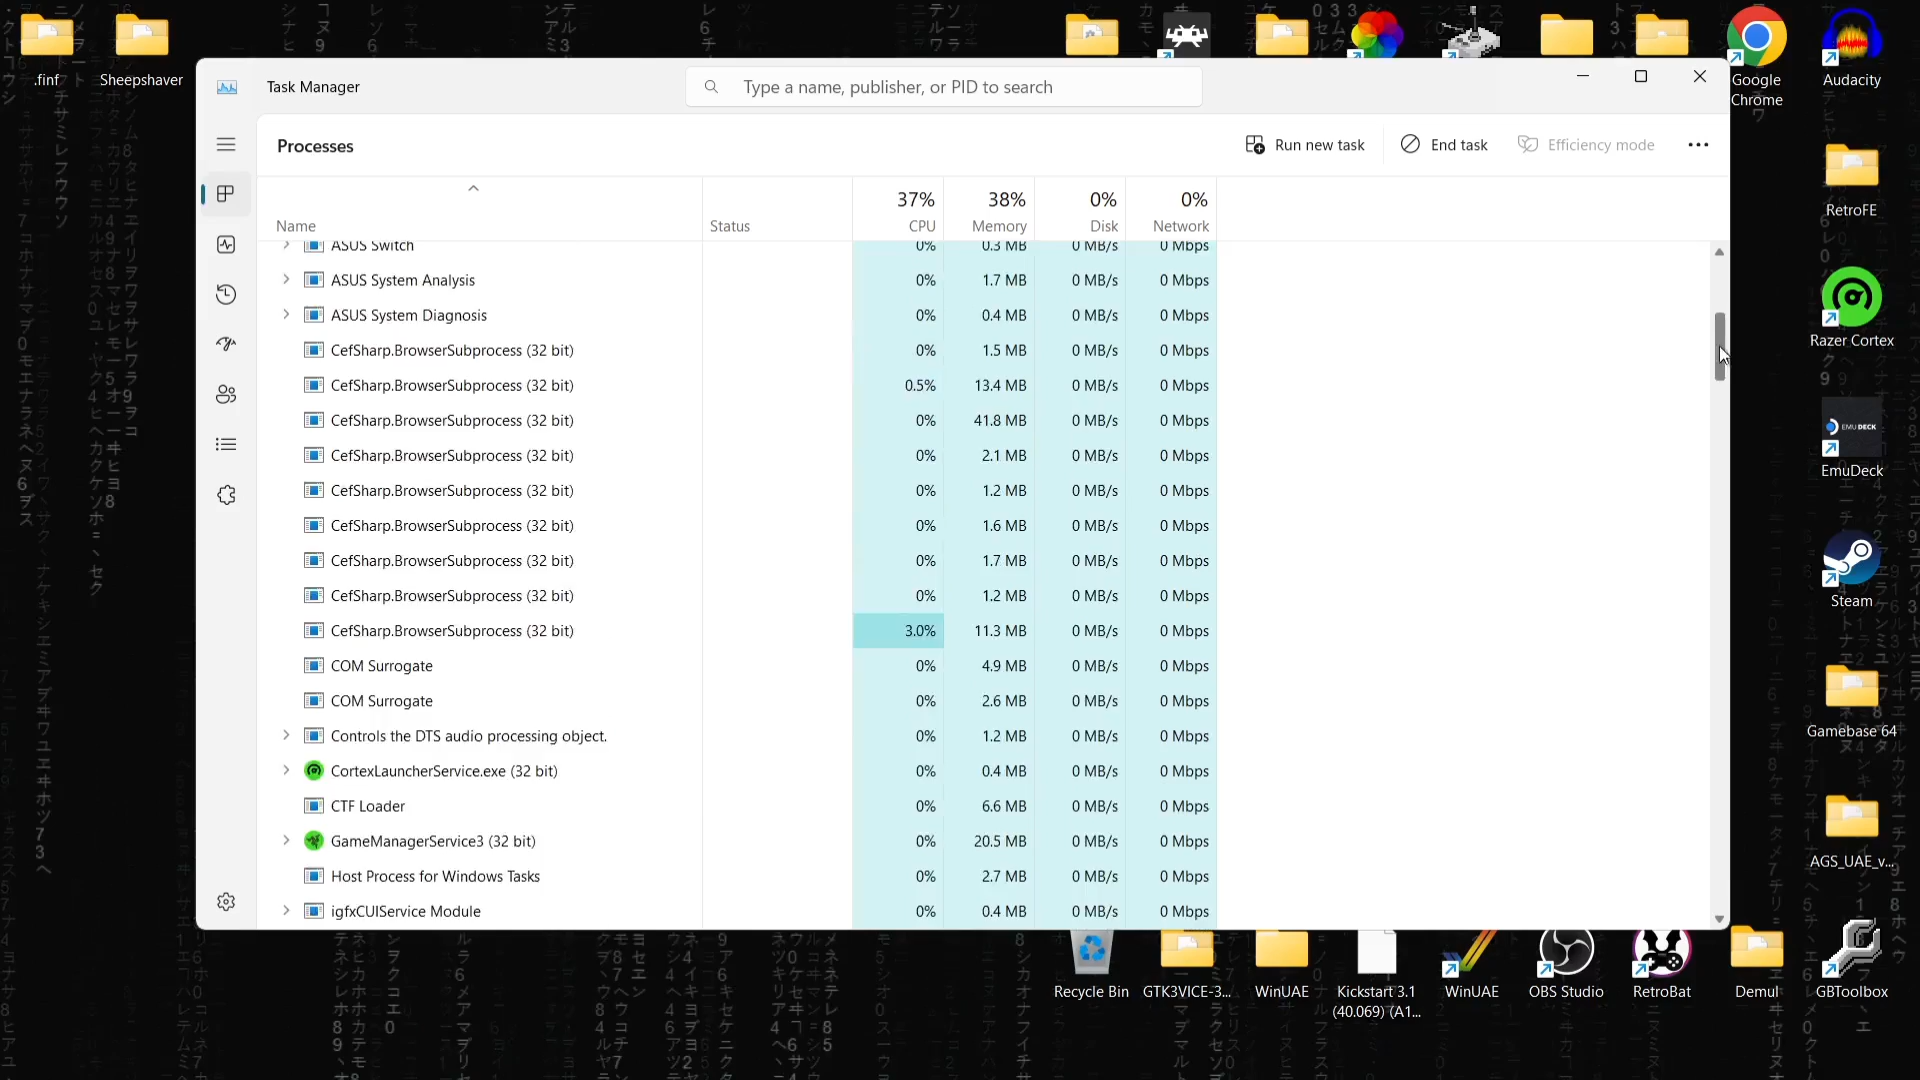 .finf
Sheepshaver
Google
Chrome
Audacity
Task Manager
Type a name, publisher, or PID to search
Processes
Run new task
End task
Efficiency mode
37% 38% 0% 0%
Name Status CPU Memory Disk Network
ASUS Switch 0% 0.3 MB 0 MB/s 0 Mbps
ASUS System Analysis 0% 1.7 MB 0 MB/s 0 Mbps
ASUS System Diagnosis 0% 0.4 MB 0 MB/s 0 Mbps
CefSharp.BrowserSubprocess (32 bit) 0% 1.5 MB 0 MB/s 0 Mbps
CefSharp.BrowserSubprocess (32 bit) 0.5% 13.4 MB 0 MB/s 0 Mbps
CefSharp.BrowserSubprocess (32 bit) 0% 41.8 MB 0 MB/s 0 Mbps
CefSharp.BrowserSubprocess (32 bit) 0% 2.1 MB 0 MB/s 0 Mbps
CefSharp.BrowserSubprocess (32 bit) 0% 1.2 MB 0 MB/s 0 Mbps
CefSharp.BrowserSubprocess (32 bit) 0% 1.6 MB 0 MB/s 0 Mbps
CefSharp.BrowserSubprocess (32 bit) 0% 1.7 MB 0 MB/s 0 Mbps
CefSharp.BrowserSubprocess (32 bit) 0% 1.2 MB 0 MB/s 0 Mbps
CefSharp.BrowserSubprocess (32 bit) 3.0% 11.3 MB 0 MB/s 0 Mbps
COM Surrogate 0% 4.9 MB 0 MB/s 0 Mbps
COM Surrogate 0% 2.6 MB 0 MB/s 0 Mbps
Controls the DTS audio processing object. 0% 1.2 MB 0 MB/s 0 Mbps
CortexLauncherService.exe (32 bit) 0% 0.4 MB 0 MB/s 0 Mbps
CTF Loader 0% 6.6 MB 0 MB/s 0 Mbps
GameManagerService3 (32 bit) 0% 20.5 MB 0 MB/s 0 Mbps
Host Process for Windows Tasks 0% 2.7 MB 0 MB/s 0 Mbps
igfxCUIService Module 0% 0.4 MB 0 MB/s 0 Mbps
RetroFE
Razer Cortex
EMU DECK
EmuDeck
Steam
Gamebase 64
AGS_UAE_v...
Recycle Bin
GTK3VICE-3...
WinUAE
Kickstart 3.1
(40.069) (A1...
WinUAE
OBS Studio
RetroBat
Demul
GBToolbox